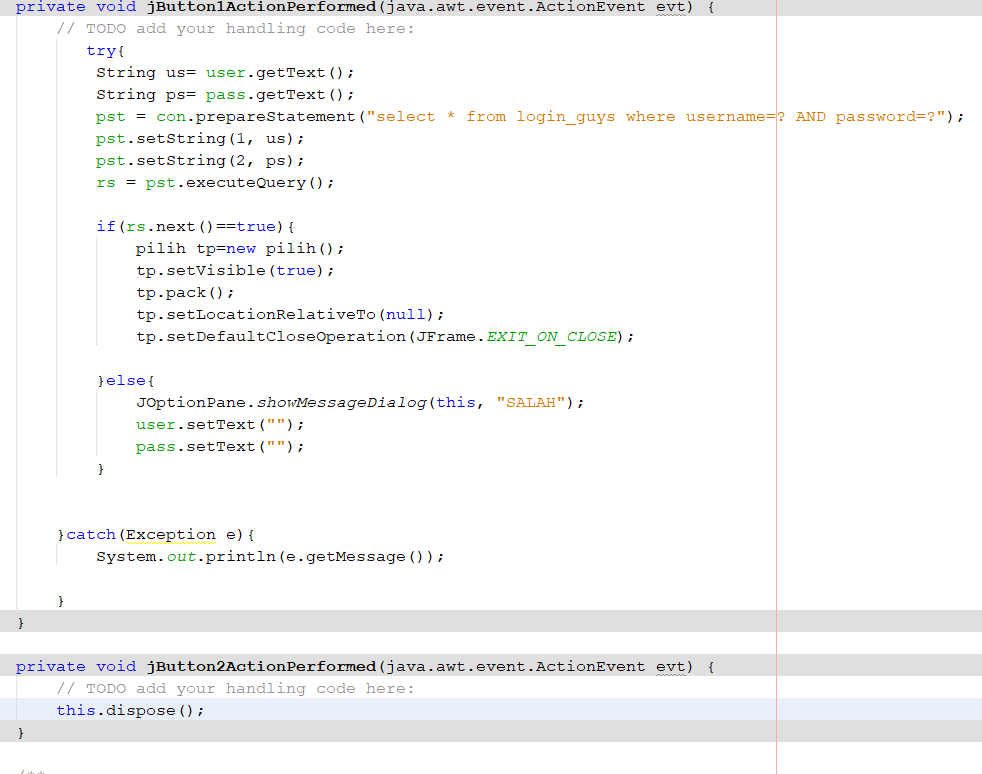 private void jButton1ActionPerformed(java.awt.event.ActionEvent evt) {
// TODO add your handling code here:
try{
String us= user.getText();
String ps= pass.getText();
pst = con.prepareStatement("select * from login_guys where username=? AND password=?");
pst.setString(1, us);
pst.setString(2, ps);
rs = pst.executeQuery();
if(rs.next()==true){
pilih tp=new pilih();
tp.setVisible(true);
tp.pack();
tp.setLocationRelativeTo(null);
tp.setDefaultCloseOperation(JFrame.EXIT_ON_CLOSE);
}else{
JOptionPane.showMessageDialog(this, "SALAH");
user.setText("");
pass.setText("");
}
}catch(Exception e){
System.out.println(e.getMessage());
}
}
private void jButton2ActionPerformed(java.awt.event.ActionEvent evt) {
// TODO add your handling code here:
this.dispose();
}
/**